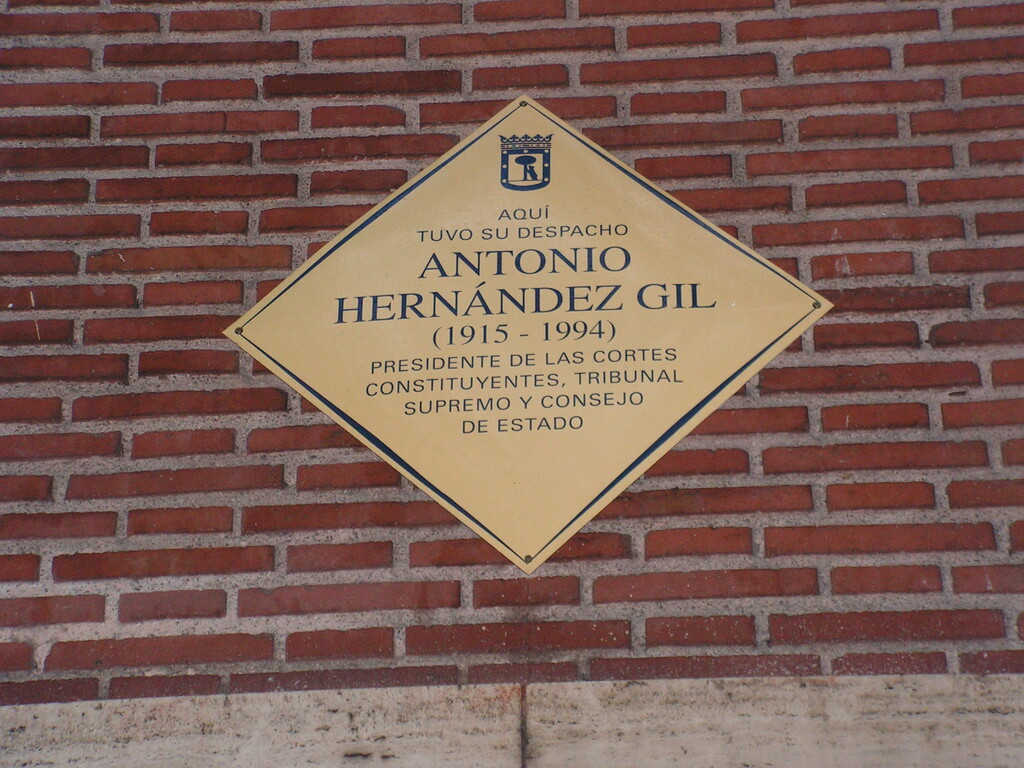 AQUÍ
TUVO SU DESPACHO
ANTONIO
HERNÁNDEZ GIL
(1915 - 1994)
PRESIDENTE DE LAS CORTES
CONSTITUYENTES, TRIBUNAL
SUPREMO Y CONSEJO
DE ESTADO